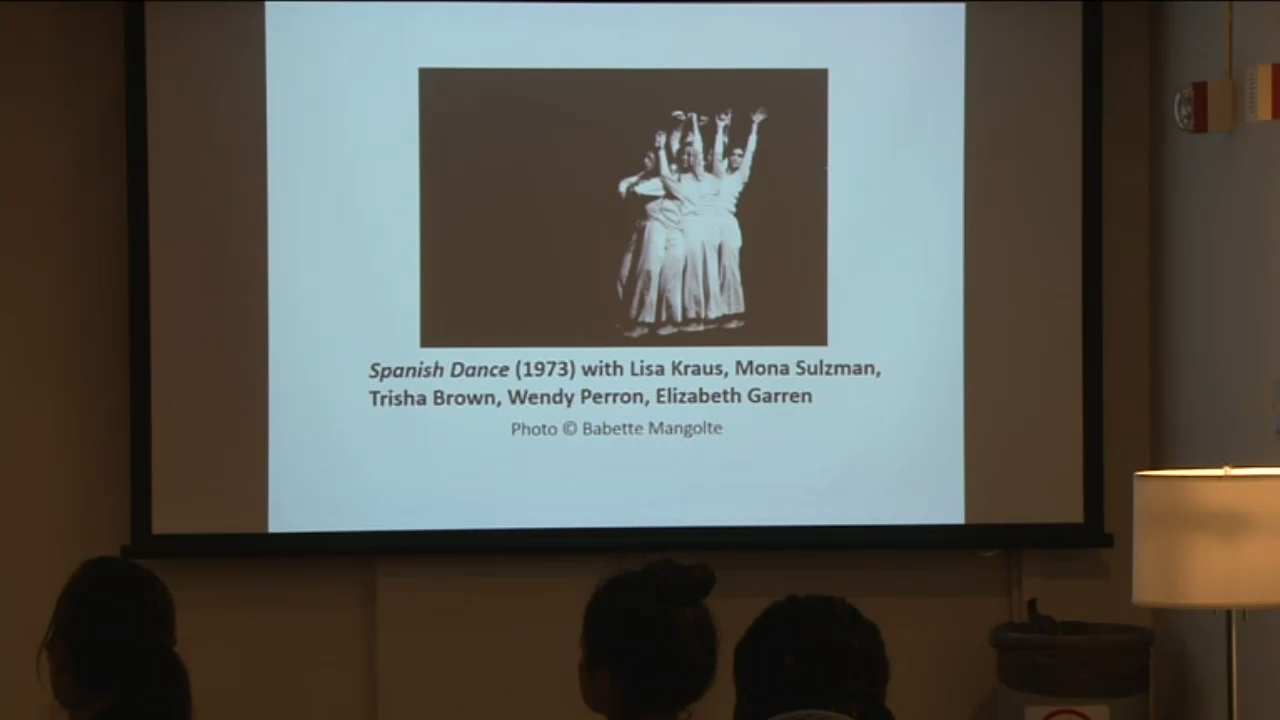 Spanish Dance (1973) with Lisa Kraus, Mona Sulzman,
Trisha Brown, Wendy Perron, Elizabeth Garren
Photo © Babette Mangolte